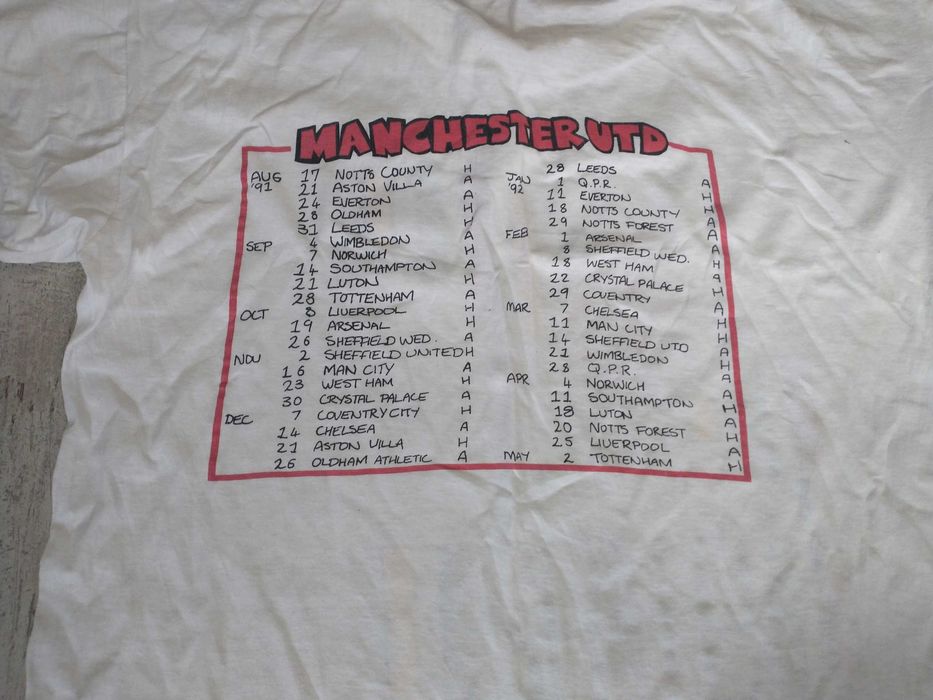 MANCHESTER UTD
AUG '91 17 NOTTS COUNTY H
21 ASTON VILLA A
24 EVERTON A
28 OLDHAM H
31 LEEDS H
SEP 4 WIMBLEDON A
7 NORWICH H
14 SOUTHAMPTON A
21 LUTON H
28 TOTTENHAM A
OCT 8 LIVERPOOL H
19 ARSENAL H
26 SHEFFIELD WED. A
NOV 2 SHEFFIELD UNITED H
16 MAN CITY A
23 WEST HAM H
30 CRYSTAL PALACE A
DEC 7 COVENTRY CITY H
14 CHELSEA A
21 ASTON VILLA H
26 OLDHAM ATHLETIC A
28 LEEDS A
JAN '92 1 Q.P.R. H
11 EVERTON H
18 NOTTS COUNTY A
29 NOTTS FOREST A
FEB 1 ARSENAL H
8 SHEFFIELD WED. A
18 WEST HAM A
22 CRYSTAL PALACE H
29 COVENTRY A
MAR 7 CHELSEA H
11 MAN CITY H
14 SHEFFIELD UTD A
21 WIMBLEDON H
28 Q.P.R. A
APR 4 NORWICH A
11 SOUTHAMPTON H
18 LUTON A
20 NOTTS FOREST H
25 LIVERPOOL A
MAY 2 TOTTENHAM H